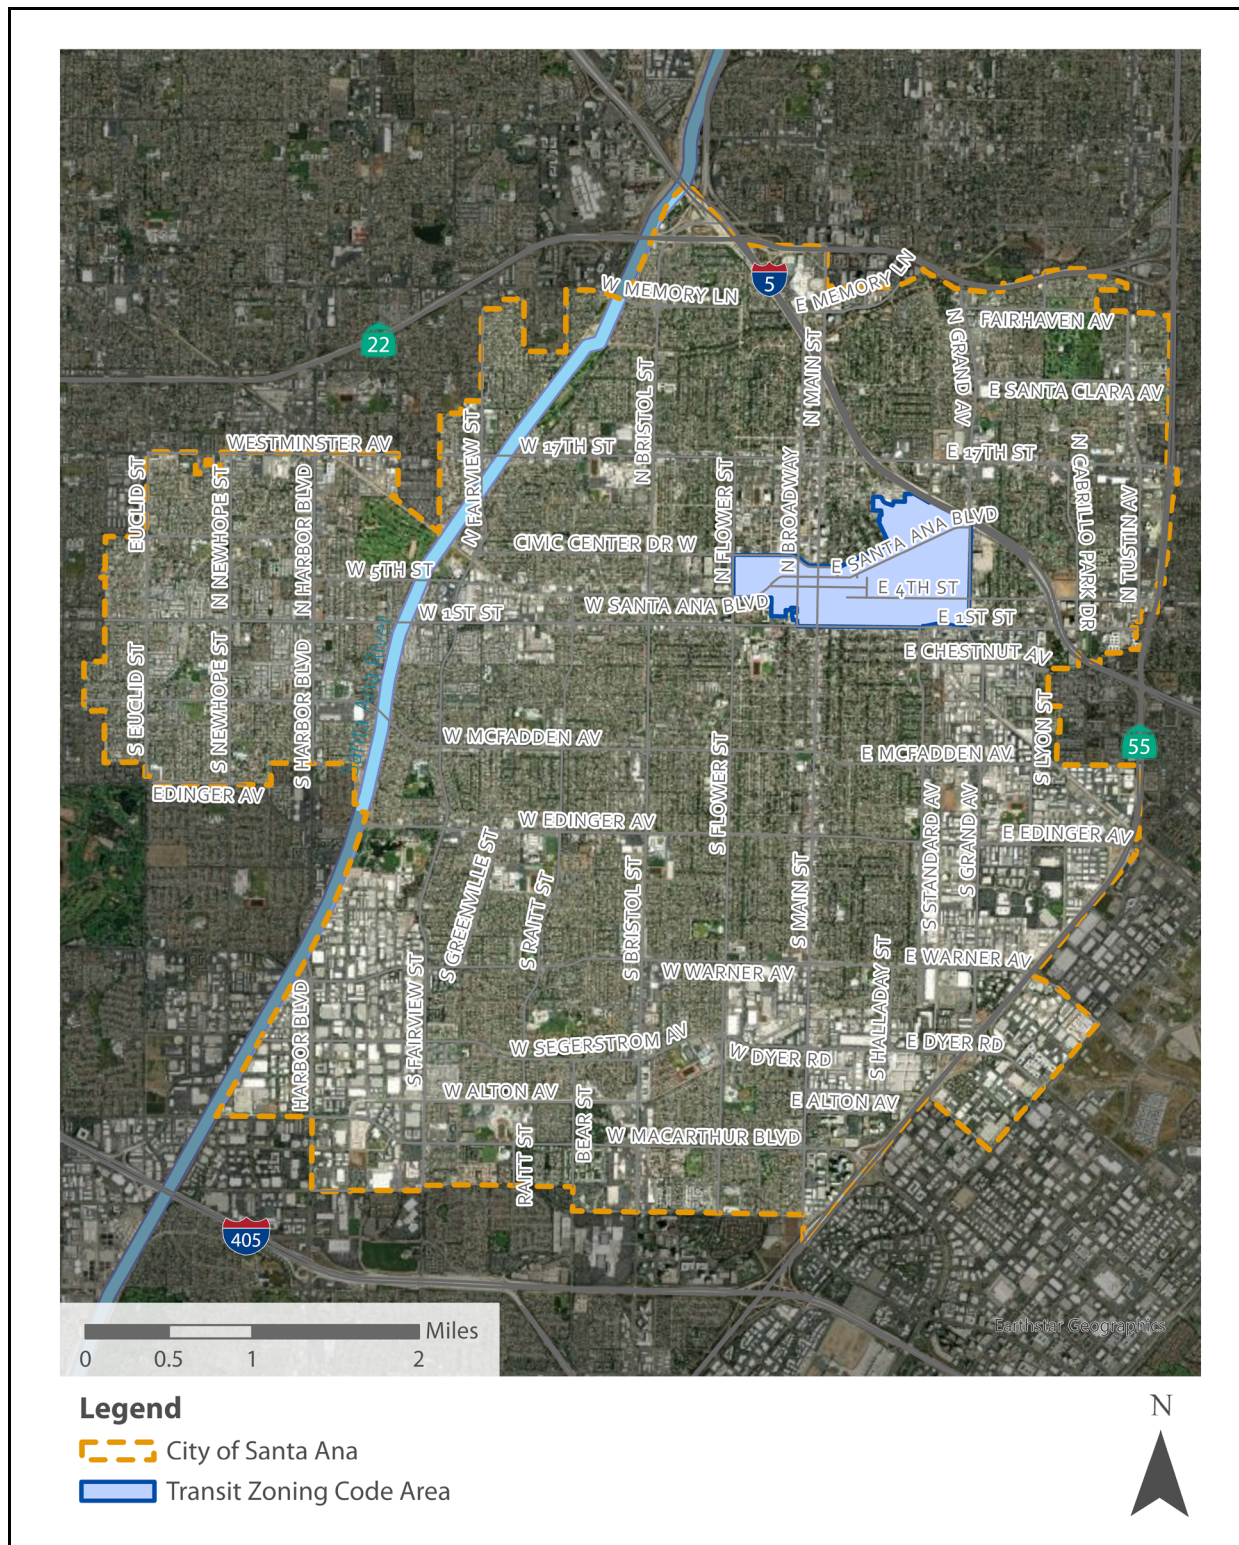 W MEMORY LN
5
E MEMORY LN
FAIRHAVEN AV
22
N MAIN ST
N GRAND AV
E SANTA CLARA AV
N BRISTOL ST
WESTMINSTER AV
N FAIRVIEW ST
W 17TH ST
E 17TH ST
EUCLID ST
N NEWHOPE ST
N HARBOR BLVD
N FLOWER ST
N BROADWAY
N CABRILLO PARK DR
N TUSTIN AV
CIVIC CENTER DR W
E SANTA ANA BLVD
W 5TH ST
E 4TH ST
W SANTA ANA BLVD
W 1ST ST
E 1ST ST
S EUCLID ST
S NEWHOPE ST
S HARBOR BLVD
Santa Ana River
E CHESTNUT AV
S LYON ST
W MCFADDEN AV
E MCFADDEN AV
55
EDINGER AV
S FLOWER ST
W EDINGER AV
E EDINGER AV
S GREENVILLE ST
S RAITT ST
S BRISTOL ST
S MAIN ST
S STANDARD AV
S GRAND AV
W WARNER AV
E WARNER AV
HARBOR BLVD
S FAIRVIEW ST
S HALLADAY ST
W SEGERSTROM AV
W DYER RD
E DYER RD
W ALTON AV
E ALTON AV
BEAR ST
RAITT ST
W MACARTHUR BLVD
405
Earthstar Geographics
Miles
0 0.5 1 2
Legend
City of Santa Ana
Transit Zoning Code Area
N